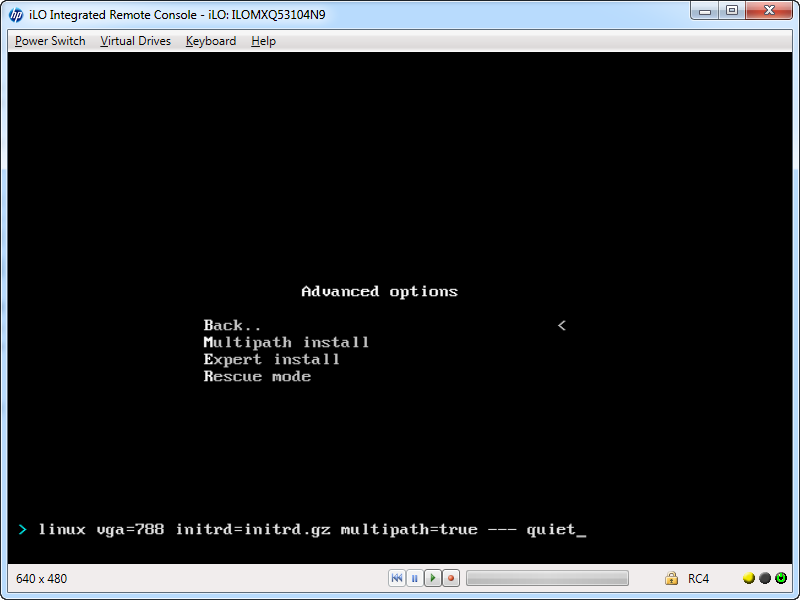 hp iLO Integrated Remote Console - iLO: ILOMXQ53104N9
Power Switch Virtual Drives Keyboard Help
Advanced options
Back.. <
Multipath install
Expert install
Rescue mode
> linux vga=788 initrd=initrd.gz multipath=true --- quiet_
640 x 480 RC4